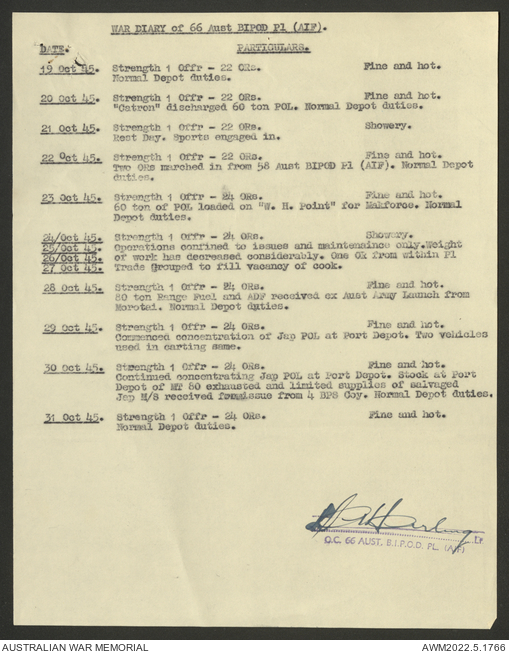 WAR DIARY of 66 Aust BIPOD Pl (AIF).
DATE. PARTICULARS.
19 Oct 45. Strength 1 Offr - 22 ORs. Fine and hot.
Normal Depot duties.
20 Oct 45. Strength 1 Offr - 22 ORs. Fine and hot.
"Catron" discharged 60 ton POL. Normal Depot duties.
21 Oct 45. Strength 1 Offr - 22 ORs. Showery.
Rest Day. Sports engaged in.
22 Oct 45. Strength 1 Offr - 22 ORs. Fine and hot.
Two ORs marched in from 58 Aust BIPOD Pl (AIF). Normal Depot
duties.
23 Oct 45. Strength 1 Offr - 24 ORs. Fine and hot.
60 ton of POL loaded on "W. H. Point" for Makforce. Normal
Depot duties.
24/Oct 45. Strength 1 Offr - 24 ORs. Showery.
25/Oct 45. Operations confined to issues and maintenaince only.Weight
26/Oct 45. of work has decreased considerably. One Ok from within Pl
27 Oct 45. Trade Grouped to fill vacancy of cook.
28 Oct 45. Strength 1 Offr - 24 ORs. Fine and hot.
80 ton Range Fuel and ADF received ex Aust Army Launch from
Morotai. Normal Depot duties.
29 Oct 45. Strength 1 Offr - 24 ORs. Fine and hot.
Commenced concentration of Jap POL at Port Depot. Two vehicles
used in carting same.
30 Oct 45. Strength 1 Offr - 24 ORs. Fine and hot.
Continued concentrating Jap POL at Port Depot. Stock at Port
Depot of MT 80 exhausted and limited supplies of salvaged
Jap M/S received for issue from 4 BPS Coy. Normal Depot duties.
31 Oct 45. Strength 1 Offr - 24 ORs. Fine and hot.
Normal Depot duties.
Lt.
O.C. 66 AUST. B.I.P.O.D. PL. (AIF)
AUSTRALIAN WAR MEMORIAL AWM2022.5.1766